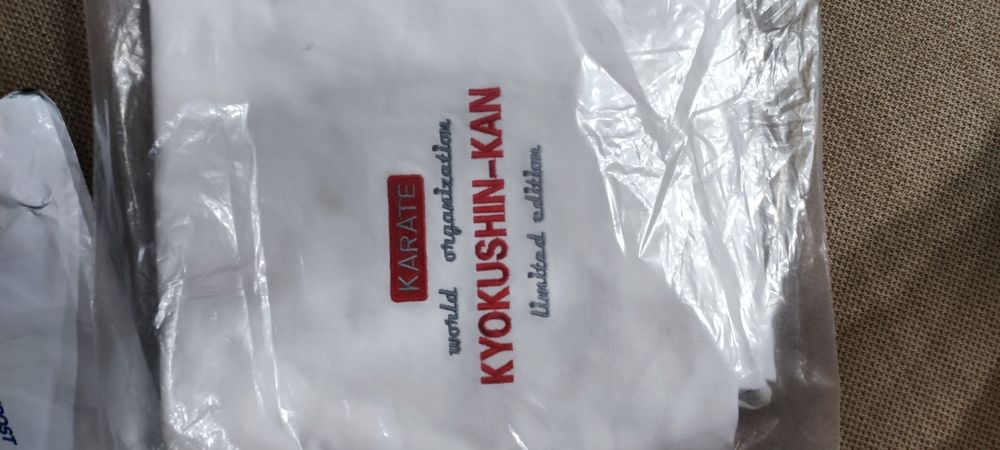 KARATE
world organization
KYOKUSHIN-KAN
limited edition